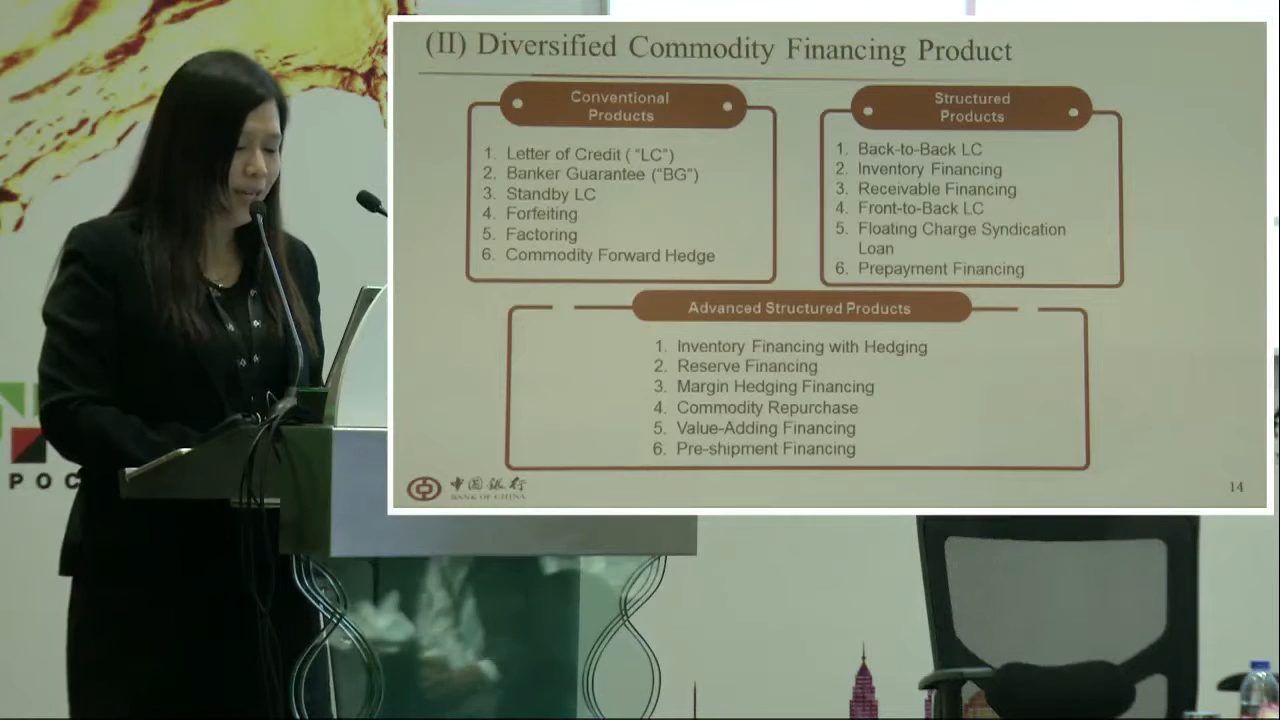 (II) Diversified Commodity Financing Product
Conventional
Products
1. Letter of Credit ( “LC”)
2. Banker Guarantee (“BG”)
3. Standby LC
4. Forfeiting
5. Factoring
6. Commodity Forward Hedge
Structured
Products
1. Back-to-Back LC
2. Inventory Financing
3. Receivable Financing
4. Front-to-Back LC
5. Floating Charge Syndication
Loan
6. Prepayment Financing
Advanced Structured Products
1. Inventory Financing with Hedging
2. Reserve Financing
3. Margin Hedging Financing
4. Commodity Repurchase
5. Value-Adding Financing
6. Pre-shipment Financing
中国银行
BANK OF CHINA
14
POC